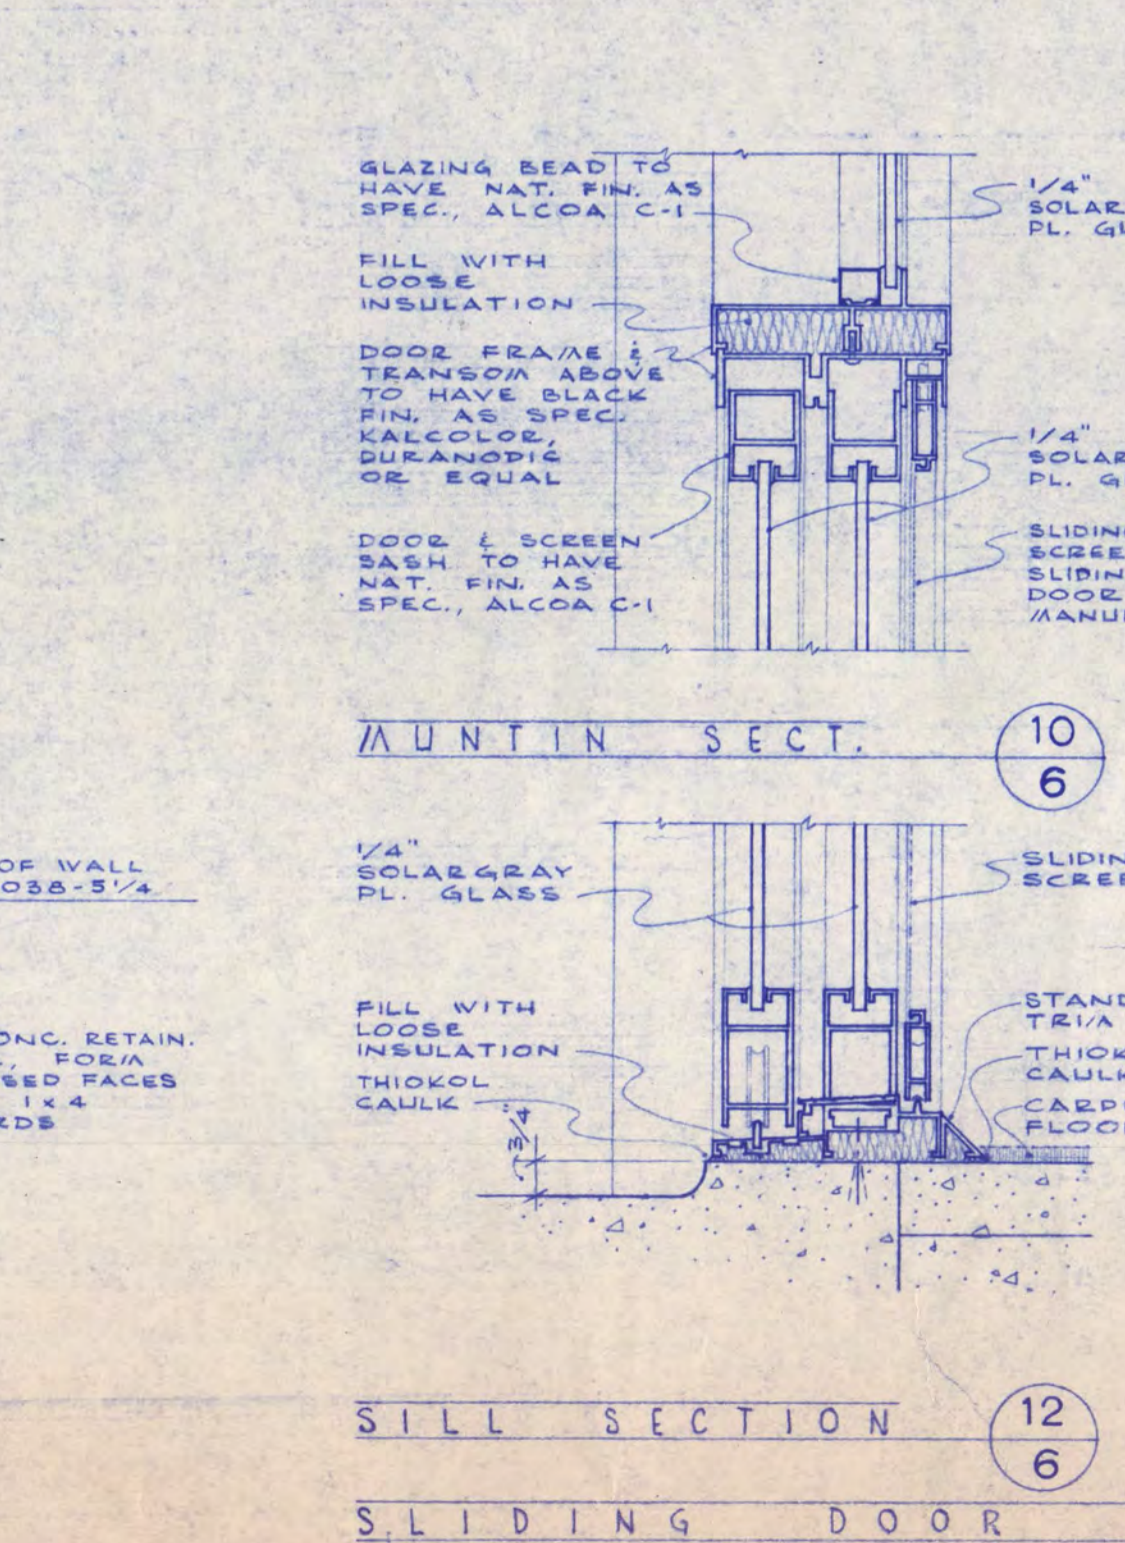 GLAZING BEAD TO
HAVE NAT. FIN. AS
SPEC., ALCOA C-1
FILL WITH
LOOSE
INSULATION
DOOR FRAME &
TRANSOM ABOVE
TO HAVE BLACK
FIN. AS SPEC.
KALCOLOR,
DURANODIC
OR EQUAL
DOOR & SCREEN
SASH TO HAVE
NAT. FIN. AS
SPEC., ALCOA C-1
1/4"
SOLAR
PL. GL
1/4"
SOLAR
PL. G
SLIDING
SCREE
SLIDIN
DOOR
MANU
MUNTIN SECT.
10
6
OF WALL
038-5 1/4
ONC. RETAIN.
FORM
SED FACES
1 x 4
RDS
1/4"
SOLARGRAY
PL. GLASS
FILL WITH
LOOSE
INSULATION
THIOKOL
CAULK
3/4"
SLIDIN
SCREE
STAND
TRIM
THIOK
CAULK
CARP
FLOO
SILL SECTION
12
6
SLIDING DOOR